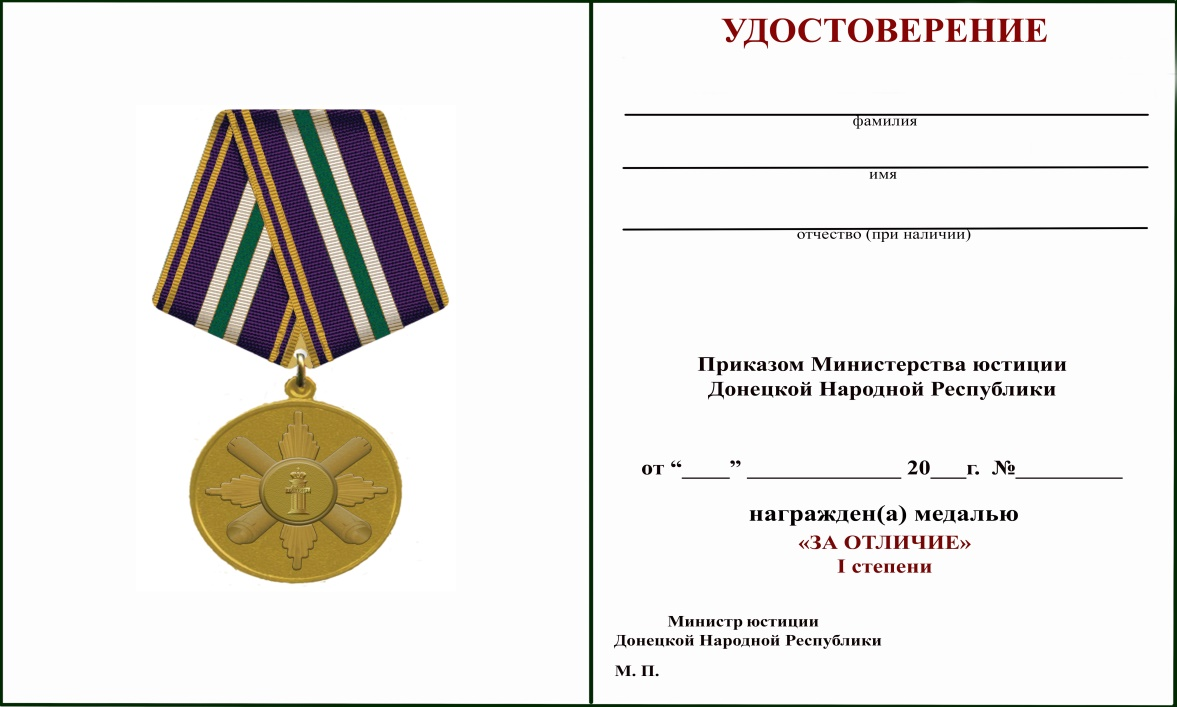 УДОСТОВЕРЕНИЕ
фамилия
имя
отчество (при наличии)
Приказом Министерства юстиции
Донецкой Народной Республики
от “____” _____________ 20___г. №_________
награжден(а) медалью
«ЗА ОТЛИЧИЕ»
I степени
Министр юстиции
Донецкой Народной Республики
М. П.